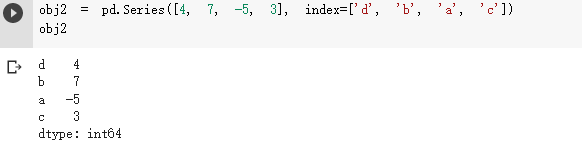 obj2 = pd.Series([4, 7, -5, 3], index=['d', 'b', 'a', 'c'])
obj2
d    4
b    7
a   -5
c    3
dtype: int64